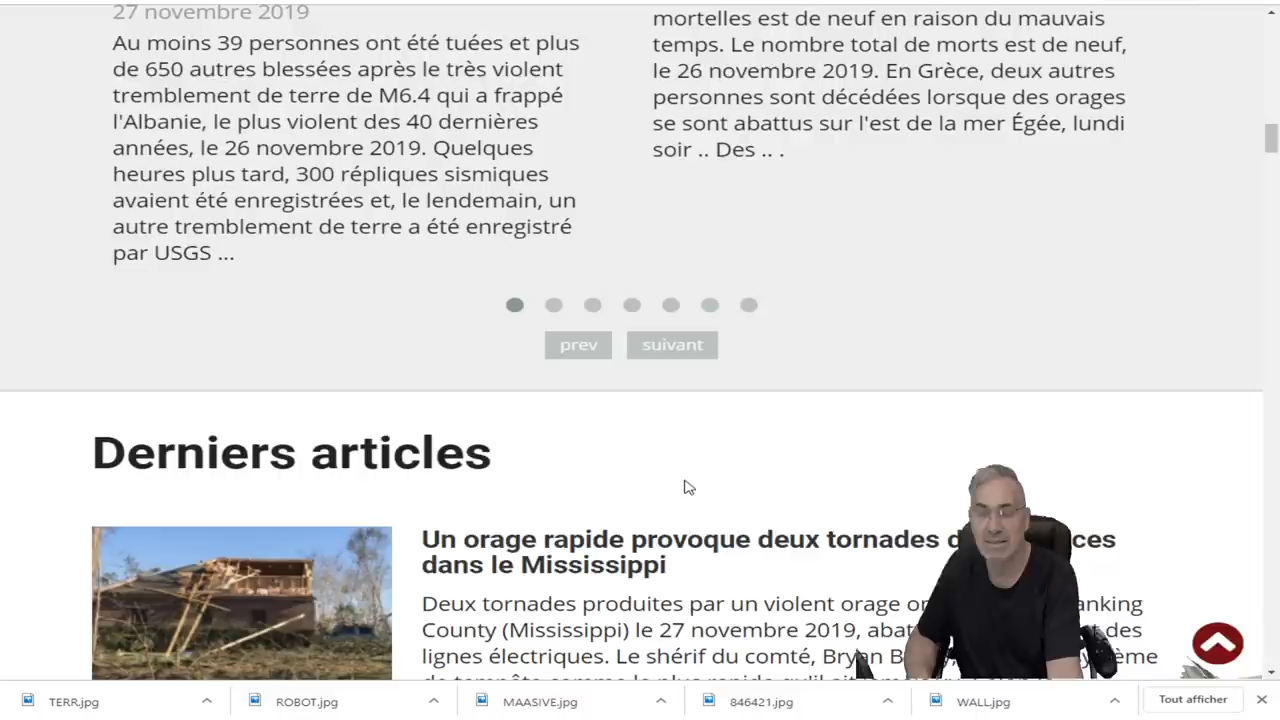 27 novembre 2019
Au moins 39 personnes ont été tuées et plus
de 650 autres blessées après le très violent
tremblement de terre de M6.4 qui a frappé
l'Albanie, le plus violent des 40 dernières
années, le 26 novembre 2019. Quelques
heures plus tard, 300 répliques sismiques
avaient été enregistrées et, le lendemain, un
autre tremblement de terre a été enregistré
par USGS ...
mortelles est de neuf en raison du mauvais
temps. Le nombre total de morts est de neuf,
le 26 novembre 2019. En Grèce, deux autres
personnes sont décédées lorsque des orages
se sont abattus sur l'est de la mer Égée, lundi
soir .. Des .. .
prev
suivant
Derniers articles
Un orage rapide provoque deux tornades
dans le Mississippi
Deux tornades produites par un violent orage
County (Mississippi) le 27 novembre 2019, des
lignes électriques. Le shérif du comté, Bryan
TERR.jpg
ROBOT.jpg
MAASIVE.jpg
846421.jpg
WALL.jpg
Tout afficher